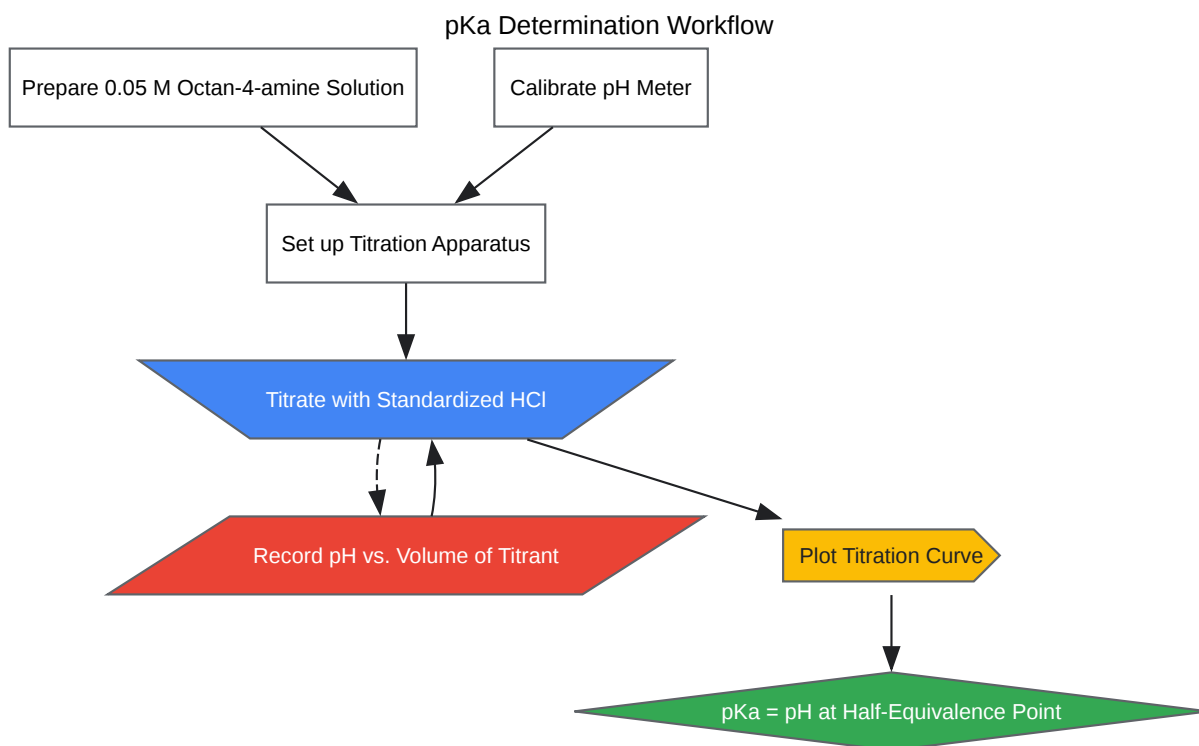 pKa Determination Workflow
Prepare 0.05 M Octan-4-amine Solution
Calibrate pH Meter
Set up Titration Apparatus
Titrate with Standardized HCl
Record pH vs. Volume of Titrant
Plot Titration Curve
pKa = pH at Half-Equivalence Point